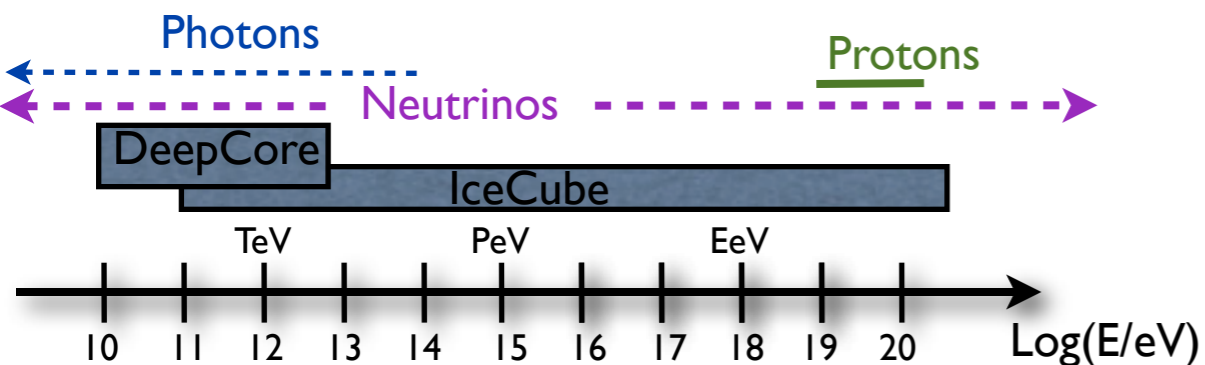 Photons
Protons
Neutrinos
DeepCore
IceCube
TeV PeV EeV
10 11 12 13 14 15 16 17 18 19 20 Log(E/eV)